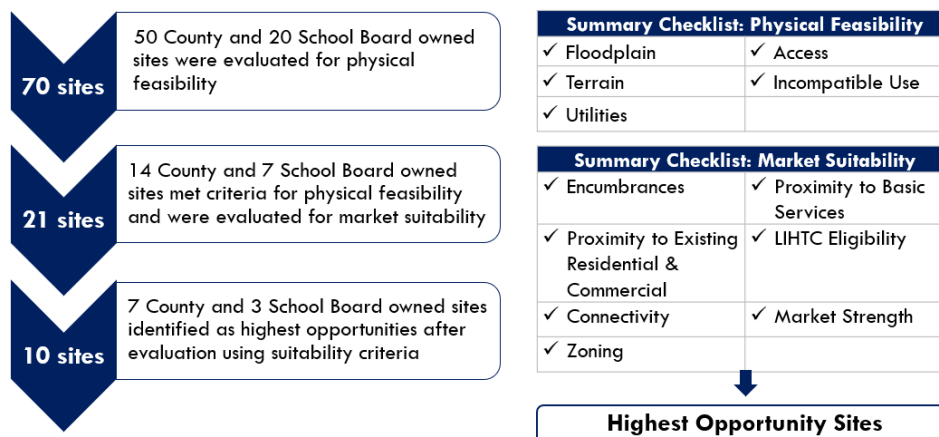 50 County and 20 School Board owned
sites were evaluated for physical
feasibility
70 sites
14 County and 7 School Board owned
sites met criteria for physical feasibility
and were evaluated for market suitability
21 sites
7 County and 3 School Board owned sites
identified as highest opportunities after
evaluation using suitability criteria
10 sites
Summary Checklist: Physical Feasibility
✓ Floodplain
✓ Access
✓ Terrain
✓ Incompatible Use
✓ Utilities
Summary Checklist: Market Suitability
✓ Encumbrances
✓ Proximity to Basic
Services
✓ Proximity to Existing
Residential &
Commercial
✓ LIHTC Eligibility
✓ Connectivity
✓ Market Strength
✓ Zoning
Highest Opportunity Sites